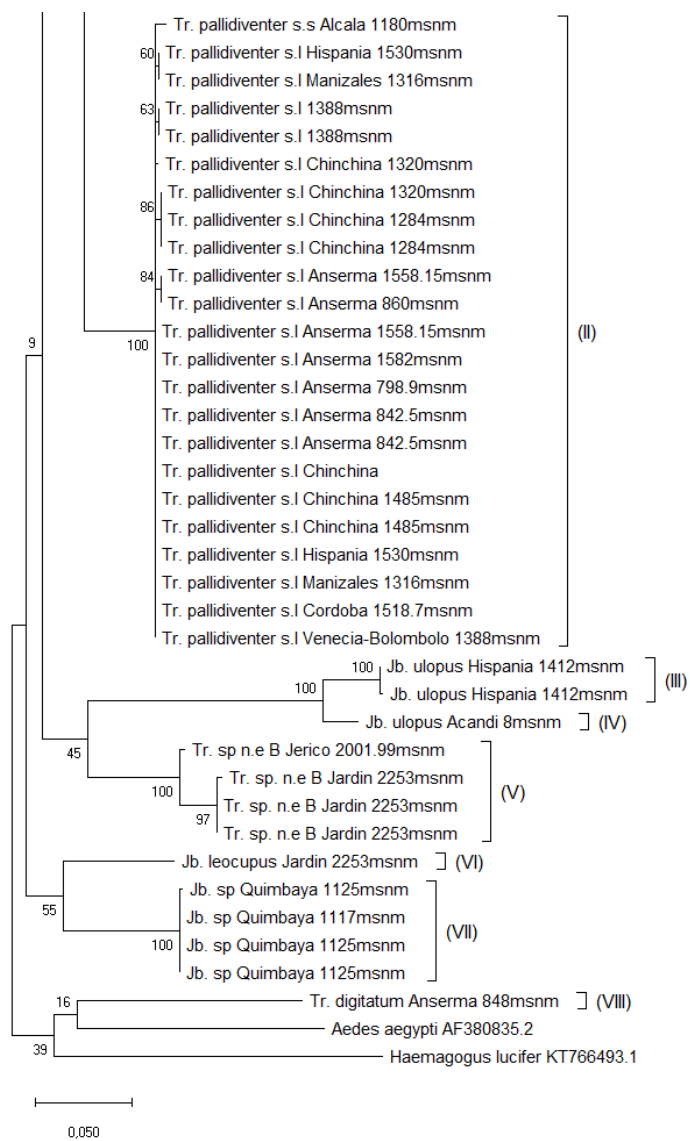 Tr. pallidiventer s.s Alcala 1180msnm
60 Tr. pallidiventer s.l Hispania 1530msnm
Tr. pallidiventer s.l Manizales 1316msnm
63 Tr. pallidiventer s.l 1388msnm
Tr. pallidiventer s.l 1388msnm
Tr. pallidiventer s.l Chinchina 1320msnm
Tr. pallidiventer s.l Chinchina 1320msnm
86 Tr. pallidiventer s.l Chinchina 1284msnm
Tr. pallidiventer s.l Chinchina 1284msnm
84 Tr. pallidiventer s.l Anserma 1558.15msnm
Tr. pallidiventer s.l Anserma 860msnm
9 100 Tr. pallidiventer s.l Anserma 1558.15msnm (II)
Tr. pallidiventer s.l Anserma 1582msnm
Tr. pallidiventer s.l Anserma 798.9msnm
Tr. pallidiventer s.l Anserma 842.5msnm
Tr. pallidiventer s.l Anserma 842.5msnm
Tr. pallidiventer s.l Chinchina
Tr. pallidiventer s.l Chinchina 1485msnm
Tr. pallidiventer s.l Chinchina 1485msnm
Tr. pallidiventer s.l Hispania 1530msnm
Tr. pallidiventer s.l Manizales 1316msnm
Tr. pallidiventer s.l Cordoba 1518.7msnm
Tr. pallidiventer s.l Venecia-Bolombolo 1388msnm
100 Jb. ulopus Hispania 1412msnm (III)
100 Jb. ulopus Hispania 1412msnm
Jb. ulopus Acandi 8msnm (IV)
45 Tr. sp n.e B Jerico 2001.99msnm
100 Tr. sp. n.e B Jardin 2253msnm (V)
97 Tr. sp. n.e B Jardin 2253msnm
Tr. sp. n.e B Jardin 2253msnm
Jb. leocupus Jardin 2253msnm (VI)
55 Jb. sp Quimbaya 1125msnm
Jb. sp Quimbaya 1117msnm (VII)
100 Jb. sp Quimbaya 1125msnm
Jb. sp Quimbaya 1125msnm
16 Tr. digitatum Anserma 848msnm (VIII)
Aedes aegypti AF380835.2
39 Haemagogus lucifer KT766493.1
0,050